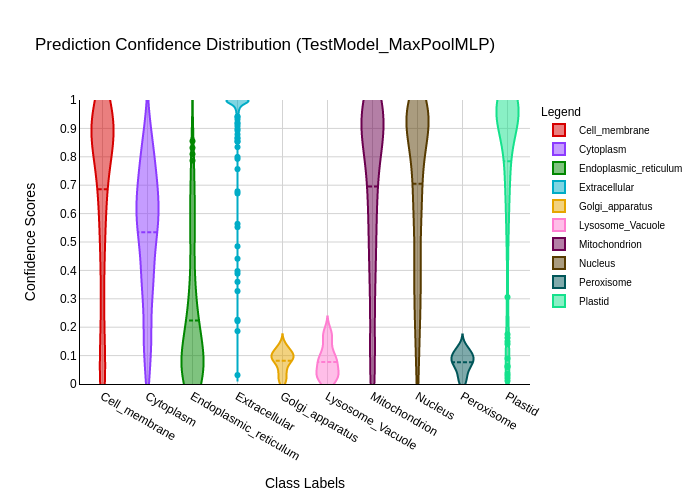 Prediction Confidence Distribution (TestModel_MaxPoolMLP)
Confidence Scores
1
0.9
0.8
0.7
0.6
0.5
0.4
0.3
0.2
0.1
0
Cell_membrane
Cytoplasm
Endoplasmic_reticulum
Extracellular
Golgi_apparatus
Lysosome_Vacuole
Mitochondrion
Nucleus
Peroxisome
Plastid
Class Labels
Legend
Cell_membrane
Cytoplasm
Endoplasmic_reticulum
Extracellular
Golgi_apparatus
Lysosome_Vacuole
Mitochondrion
Nucleus
Peroxisome
Plastid